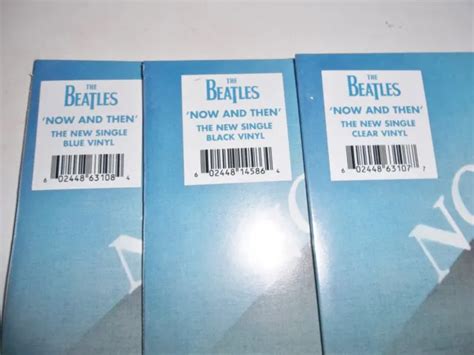 THE
BEATLES
'NOW AND THEN'
THE NEW SINGLE
BLUE VINYL
6 02448 63108 4
THE
BEATLES
'NOW AND THEN'
THE NEW SINGLE
BLACK VINYL
6 02448 14586 4
THE
BEATLES
'NOW AND THEN'
THE NEW SINGLE
CLEAR VINYL
6 02448 63107 7
NO
NO